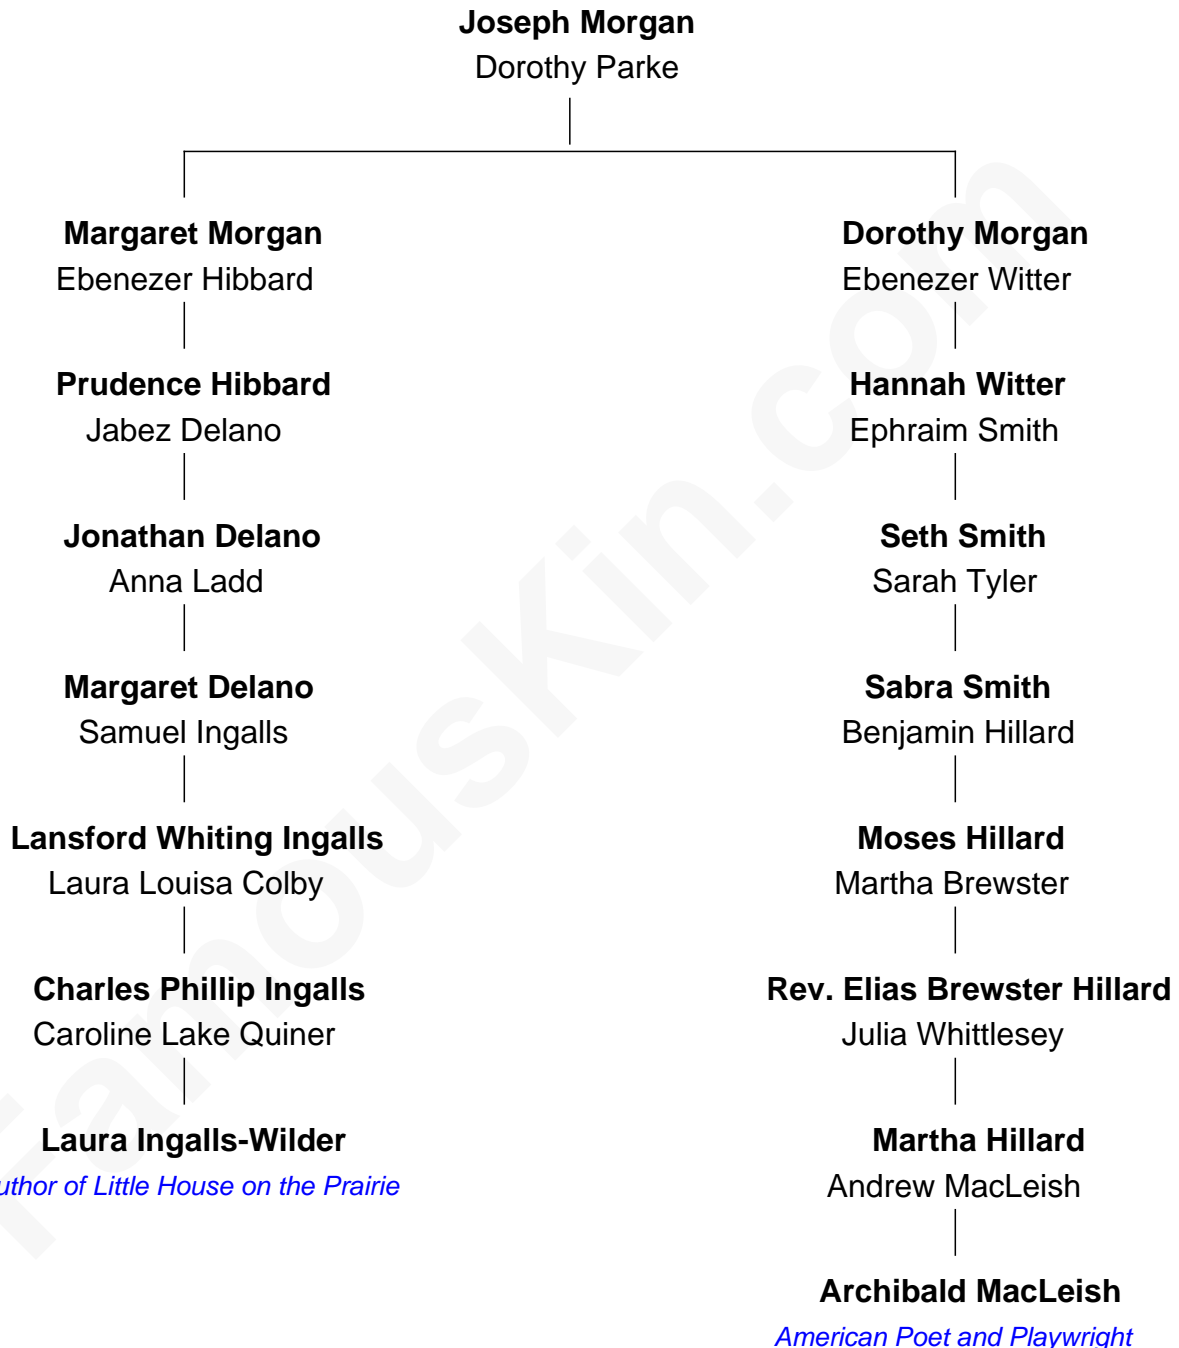 Joseph Morgan
Dorothy Parke
Margaret Morgan
Ebenezer Hibbard
Dorothy Morgan
Ebenezer Witter
Prudence Hibbard
Jabez Delano
Hannah Witter
Ephraim Smith
Jonathan Delano
Anna Ladd
Seth Smith
Sarah Tyler
Margaret Delano
Samuel Ingalls
Sabra Smith
Benjamin Hillard
Lansford Whiting Ingalls
Laura Louisa Colby
Moses Hillard
Martha Brewster
Charles Phillip Ingalls
Caroline Lake Quiner
Rev. Elias Brewster Hillard
Julia Whittlesey
Laura Ingalls-Wilder
uthor of Little House on the Prairie
Martha Hillard
Andrew MacLeish
Archibald MacLeish
American Poet and Playwright
FamousKin.com